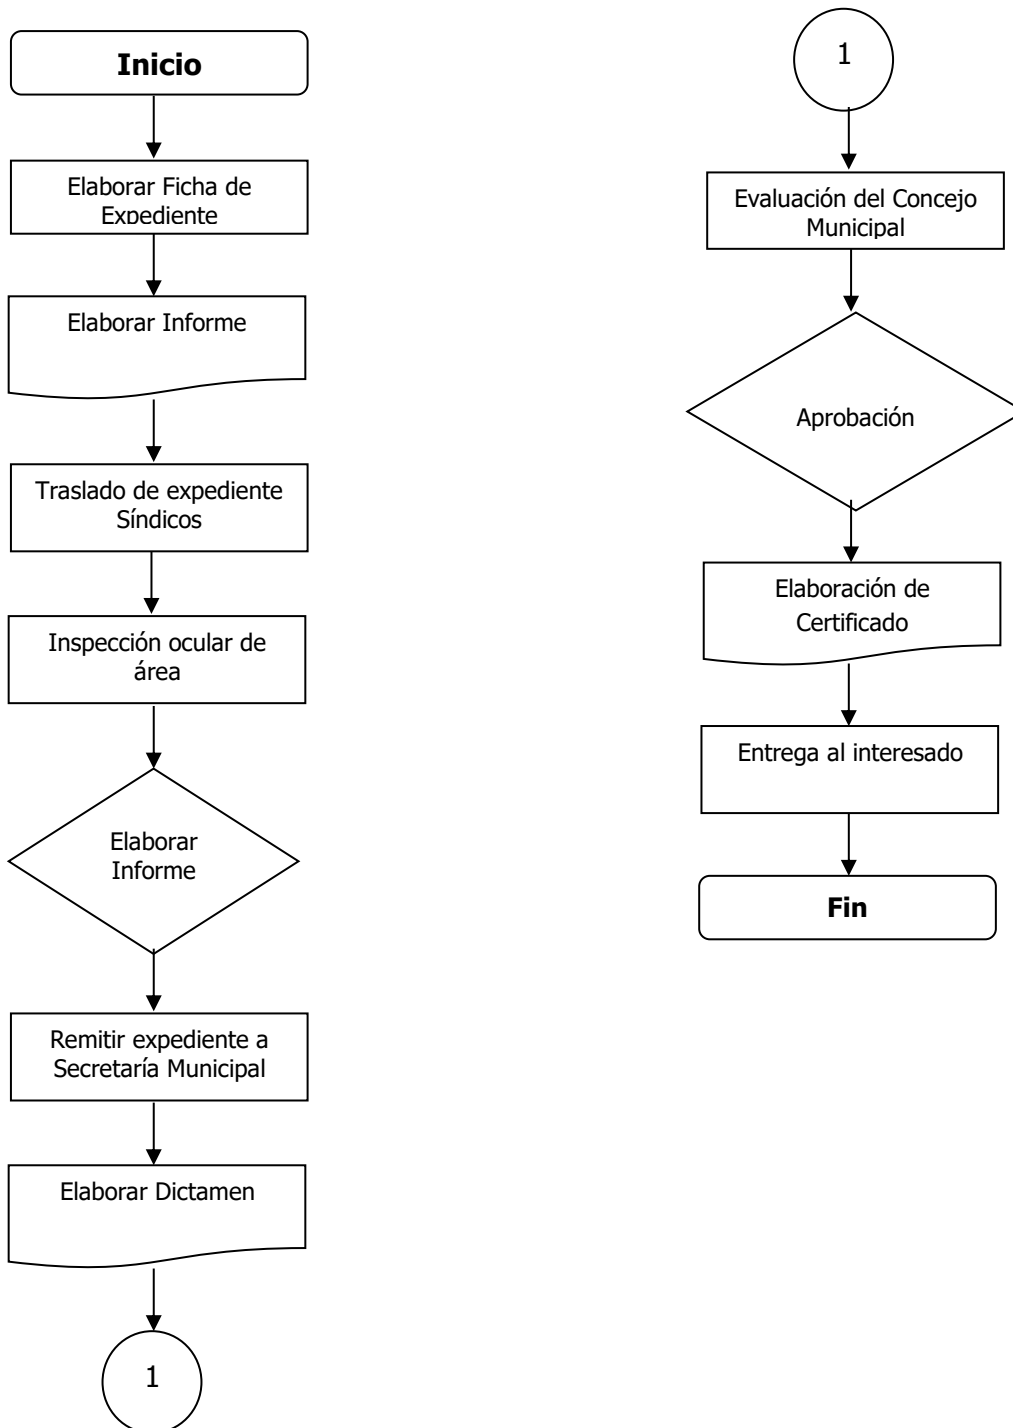 Inicio
Elaborar Ficha de
Expediente
Elaborar Informe
Traslado de expediente
Síndicos
Inspección ocular de
área
Elaborar
Informe
Remitir expediente a
Secretaría Municipal
Elaborar Dictamen
1
1
Evaluación del Concejo
Municipal
Aprobación
Elaboración de
Certificado
Entrega al interesado
Fin